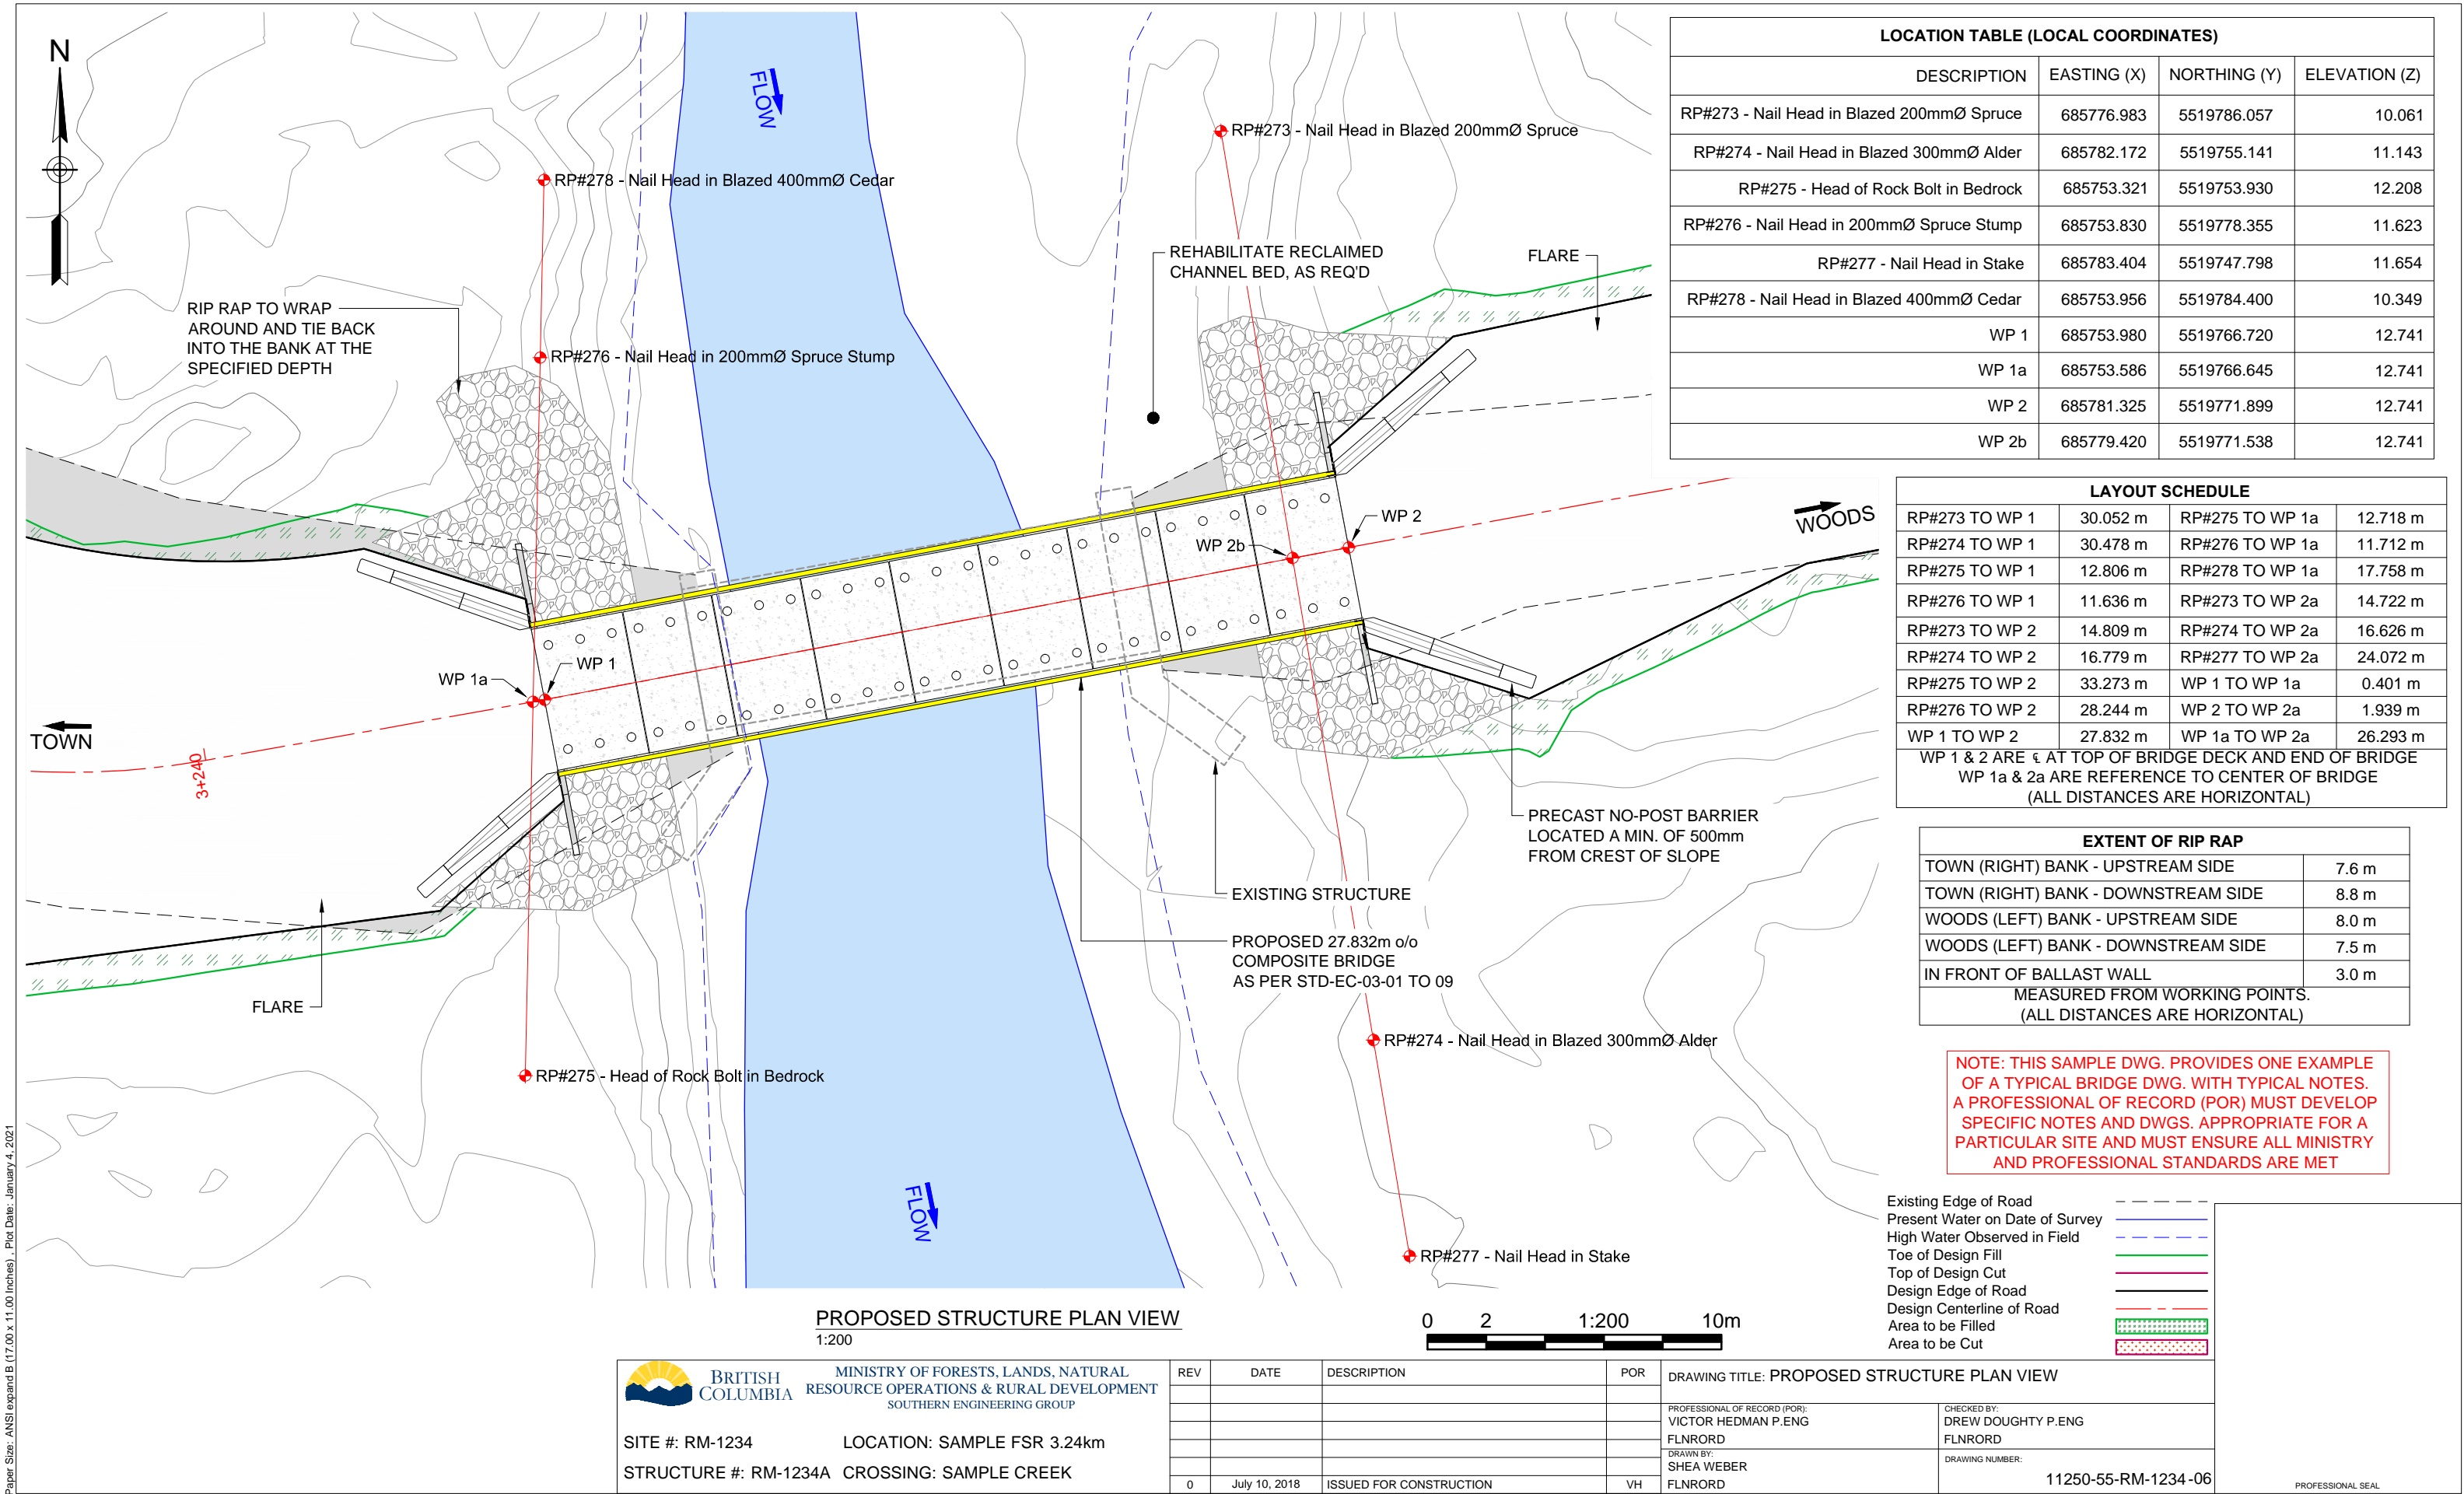 N
FLOW
RP#278 - Nail Head in Blazed 400mmØ Cedar
RP#273 - Nail Head in Blazed 200mmØ Spruce
REHABILITATE RECLAIMED
CHANNEL BED, AS REQ'D
FLARE
RIP RAP TO WRAP
AROUND AND TIE BACK
INTO THE BANK AT THE
SPECIFIED DEPTH
RP#276 - Nail Head in 200mmØ Spruce Stump
WP 2
WP 2b
WOODS
WP 1
WP 1a
TOWN
3+240
PRECAST NO-POST BARRIER
LOCATED A MIN. OF 500mm
FROM CREST OF SLOPE
EXISTING STRUCTURE
PROPOSED 27.832m o/o
COMPOSITE BRIDGE
AS PER STD-EC-03-01 TO 09
FLARE
RP#274 - Nail Head in Blazed 300mmØ Alder
RP#275 - Head of Rock Bolt in Bedrock
FLOW
RP#277 - Nail Head in Stake
LOCATION TABLE (LOCAL COORDINATES)
DESCRIPTION EASTING (X) NORTHING (Y) ELEVATION (Z)
RP#273 - Nail Head in Blazed 200mmØ Spruce 685776.983 5519786.057 10.061
RP#274 - Nail Head in Blazed 300mmØ Alder 685782.172 5519755.141 11.143
RP#275 - Head of Rock Bolt in Bedrock 685753.321 5519753.930 12.208
RP#276 - Nail Head in 200mmØ Spruce Stump 685753.830 5519778.355 11.623
RP#277 - Nail Head in Stake 685783.404 5519747.798 11.654
RP#278 - Nail Head in Blazed 400mmØ Cedar 685753.956 5519784.400 10.349
WP 1 685753.980 5519766.720 12.741
WP 1a 685753.586 5519766.645 12.741
WP 2 685781.325 5519771.899 12.741
WP 2b 685779.420 5519771.538 12.741
LAYOUT SCHEDULE
RP#273 TO WP 1 30.052 m RP#275 TO WP 1a 12.718 m
RP#274 TO WP 1 30.478 m RP#276 TO WP 1a 11.712 m
RP#275 TO WP 1 12.806 m RP#278 TO WP 1a 17.758 m
RP#276 TO WP 1 11.636 m RP#273 TO WP 2a 14.722 m
RP#273 TO WP 2 14.809 m RP#274 TO WP 2a 16.626 m
RP#274 TO WP 2 16.779 m RP#277 TO WP 2a 24.072 m
RP#275 TO WP 2 33.273 m WP 1 TO WP 1a 0.401 m
RP#276 TO WP 2 28.244 m WP 2 TO WP 2a 1.939 m
WP 1 TO WP 2 27.832 m WP 1a TO WP 2a 26.293 m
WP 1 & 2 ARE ℄ AT TOP OF BRIDGE DECK AND END OF BRIDGE
WP 1a & 2a ARE REFERENCE TO CENTER OF BRIDGE
(ALL DISTANCES ARE HORIZONTAL)
EXTENT OF RIP RAP
TOWN (RIGHT) BANK - UPSTREAM SIDE 7.6 m
TOWN (RIGHT) BANK - DOWNSTREAM SIDE 8.8 m
WOODS (LEFT) BANK - UPSTREAM SIDE 8.0 m
WOODS (LEFT) BANK - DOWNSTREAM SIDE 7.5 m
IN FRONT OF BALLAST WALL 3.0 m
MEASURED FROM WORKING POINTS.
(ALL DISTANCES ARE HORIZONTAL)
NOTE: THIS SAMPLE DWG. PROVIDES ONE EXAMPLE
OF A TYPICAL BRIDGE DWG. WITH TYPICAL NOTES.
A PROFESSIONAL OF RECORD (POR) MUST DEVELOP
SPECIFIC NOTES AND DWGS. APPROPRIATE FOR A
PARTICULAR SITE AND MUST ENSURE ALL MINISTRY
AND PROFESSIONAL STANDARDS ARE MET
Existing Edge of Road
Present Water on Date of Survey
High Water Observed in Field
Toe of Design Fill
Top of Design Cut
Design Edge of Road
Design Centerline of Road
Area to be Filled
Area to be Cut
PROPOSED STRUCTURE PLAN VIEW
1:200
0 2 1:200 10m
BRITISH
COLUMBIA
MINISTRY OF FORESTS, LANDS, NATURAL
RESOURCE OPERATIONS & RURAL DEVELOPMENT
SOUTHERN ENGINEERING GROUP
SITE #: RM-1234 LOCATION: SAMPLE FSR 3.24km
STRUCTURE #: RM-1234A CROSSING: SAMPLE CREEK
REV DATE DESCRIPTION POR
0 July 10, 2018 ISSUED FOR CONSTRUCTION VH
DRAWING TITLE: PROPOSED STRUCTURE PLAN VIEW
PROFESSIONAL OF RECORD (POR):
VICTOR HEDMAN P.ENG
FLNRORD
CHECKED BY:
DREW DOUGHTY P.ENG
FLNRORD
DRAWN BY:
SHEA WEBER
FLNRORD
DRAWING NUMBER:
11250-55-RM-1234-06
PROFESSIONAL SEAL
Paper Size: ANSI expand B (17.00 x 11.00 Inches) , Plot Date: January 4, 2021